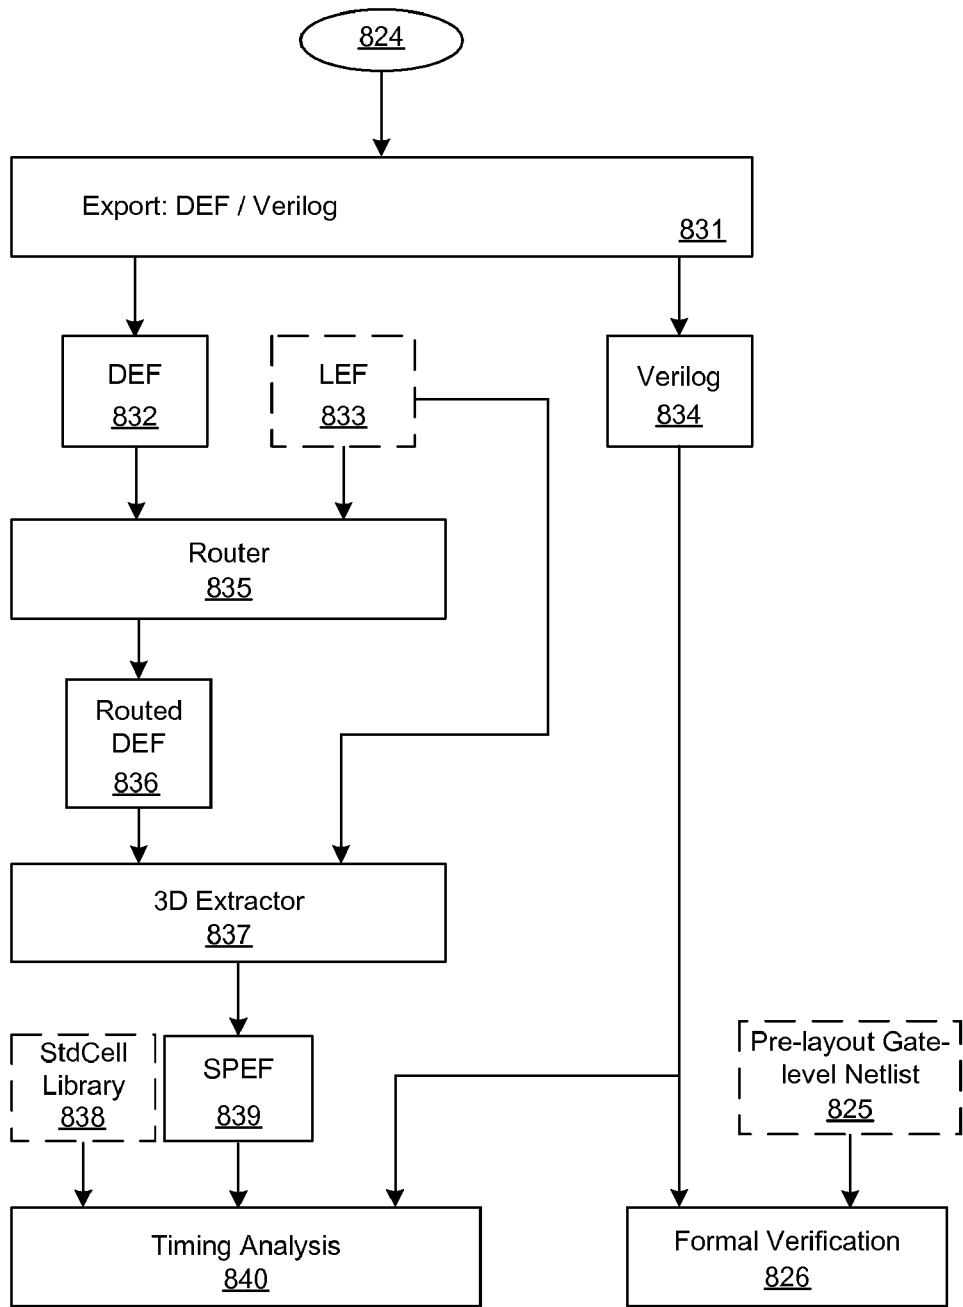 824
Export: DEF / Verilog
831
DEF
832
LEF
833
Verilog
834
Router
835
Routed
DEF
836
3D Extractor
837
StdCell
Library
838
SPEF
839
Pre-layout Gate-
level Netlist
825
Timing Analysis
840
Formal Verification
826